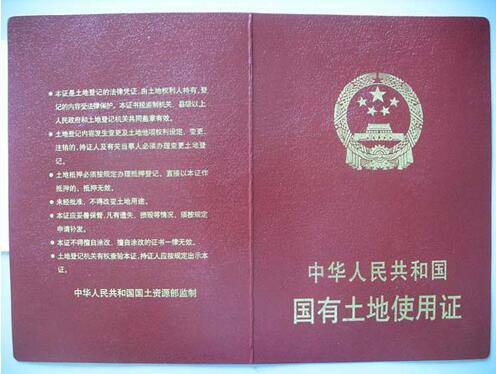 ● 本证是土地登记的法律凭证,由土地权利人持有,登
记的内容受法律保护。本证书经监制机关、县级以上
人民政府和土地登记机关共同盖章有效。
● 土地登记内容发生变更及土地他项权利设定、变更、
注销的,持证人及有关当事人必须办理变更土地登
记。
● 土地抵押必须按规定办理抵押登记,直接以本证作
抵押的,抵押无效。
● 未经批准,不得改变土地用途。
● 本证应妥善保管,凡有遗失、损毁等情况,须按规定
申请补发。
● 本证不得擅自涂改,擅自涂改的证书一律无效。
● 土地登记机关有权查验本证,持证人应按规定出示本
证。
中华人民共和国国土资源部监制
中华人民共和国
国有土地使用证